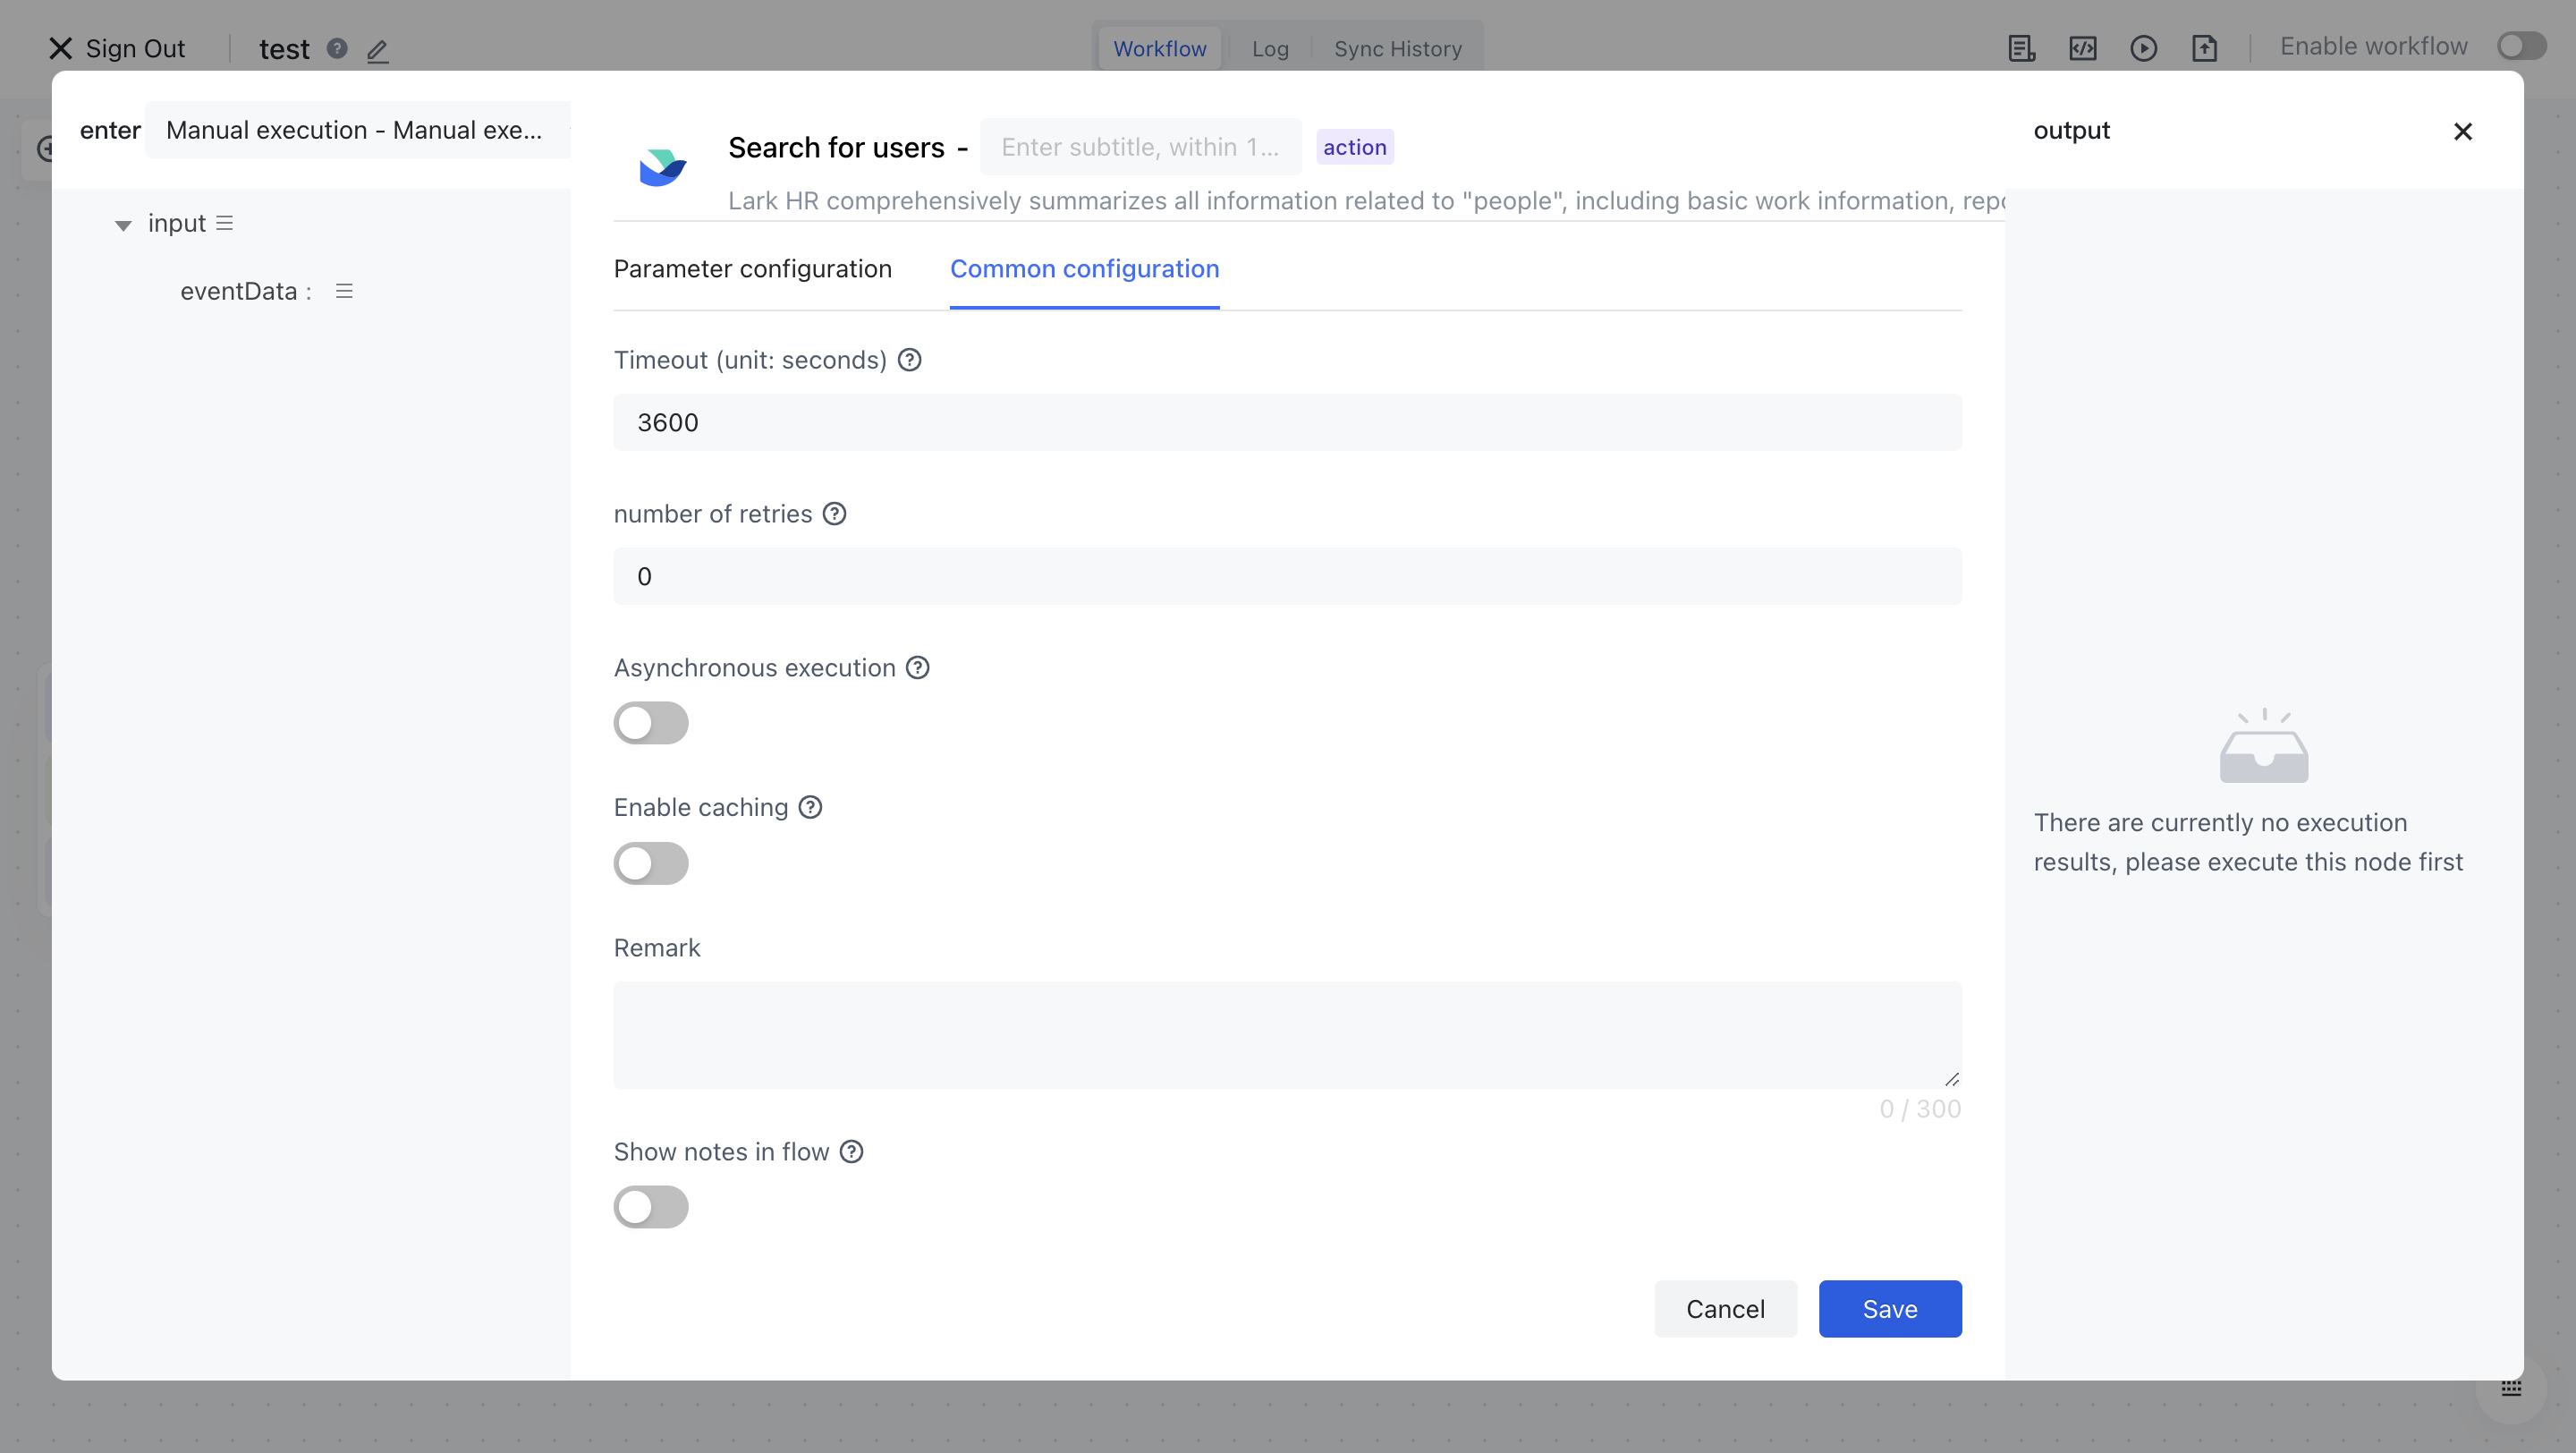 Sign Out
test
Workflow
Log
Sync History
Enable workflow
enter
Manual execution - Manual exe...
input
eventData :
Search for users -
Enter subtitle, within 1...
action
Lark HR comprehensively summarizes all information related to "people", including basic work information,
Parameter configuration
Common configuration
Timeout (unit: seconds)
3600
number of retries
0
Asynchronous execution
Enable caching
Remark
0 / 300
Show notes in flow
Cancel
Save
output
There are currently no execution
results, please execute this node first